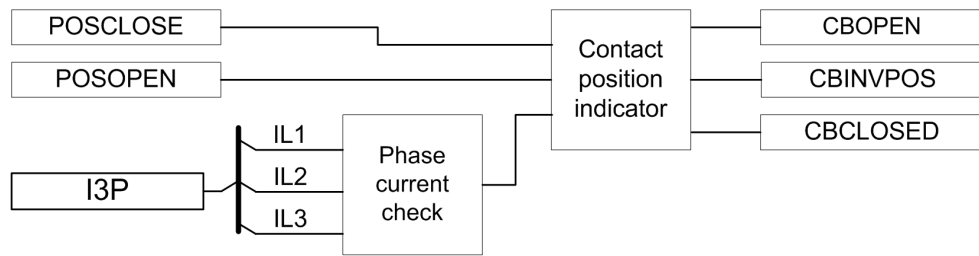 POSCLOSE
POSOPEN
I3P
IL1
IL2
IL3
Phase
current
check
Contact
position
indicator
CBOPEN
CBINVPOS
CBCLOSED